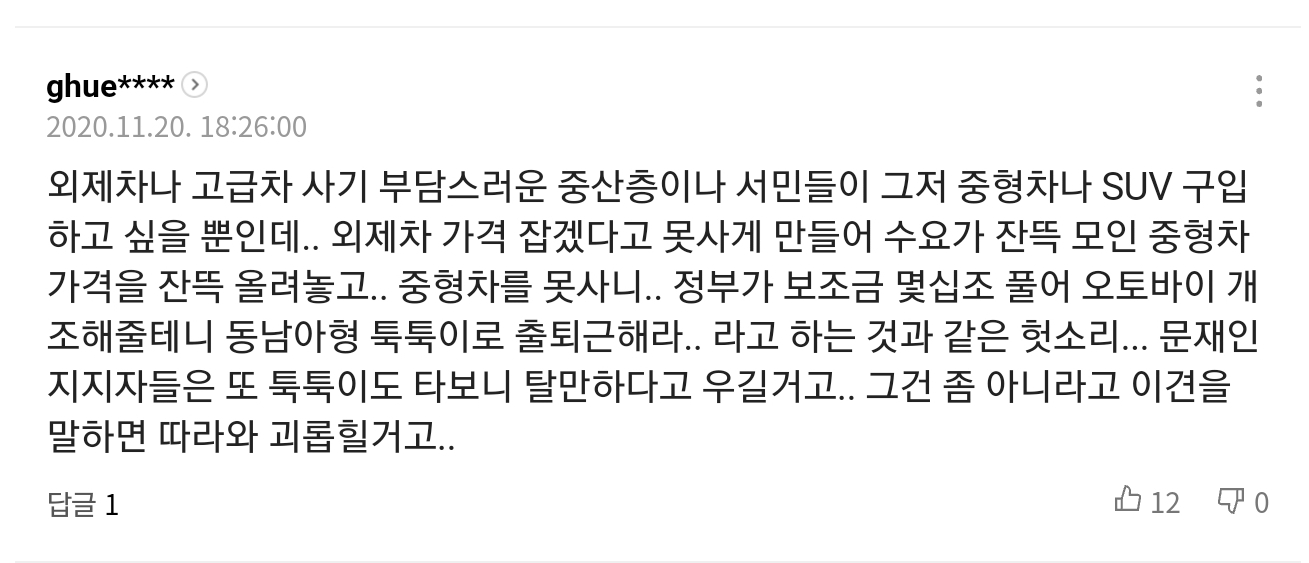 ghue****
2020.11.20. 18:26:00
외제차나 고급차 사기 부담스러운 중산층이나 서민들이 그저 중형차나 SUV 구입
하고 싶을 뿐인데.. 외제차 가격 잡겠다고 못사게 만들어 수요가 잔뜩 모인 중형차
가격을 잔뜩 올려놓고.. 중형차를 못사니.. 정부가 보조금 몇십조 풀어 오토바이 개
조해줄테니 동남아형 툭툭이로 출퇴근해라.. 라고 하는 것과 같은 헛소리... 문재인
지지자들은 또 툭툭이도 타보니 탈만하다고 우길거고.. 그건 좀 아니라고 이견을
말하면 따라와 괴롭힐거고..
답글 1 12 0